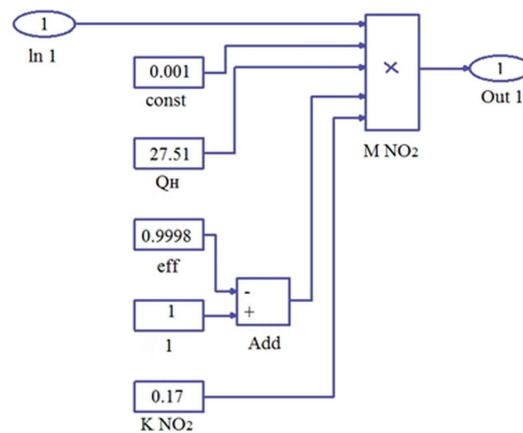 1
ln 1
0.001
const
27.51
QH
0.9998
eff
1
1
-
+
Add
0.17
K NO2
×
M NO2
1
Out 1